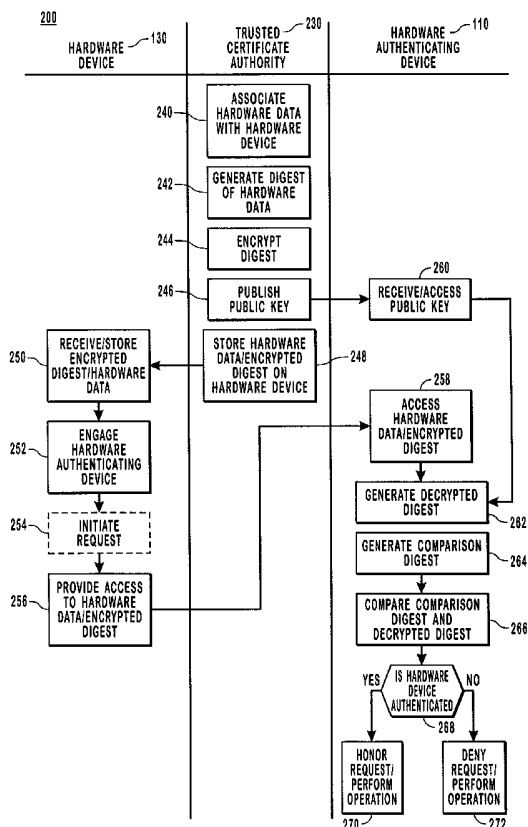 200
HARDWARE
DEVICE
130
TRUSTED
CERTIFICATE
AUTHORITY
230
HARDWARE
AUTHENTICATING
DEVICE
110
240
ASSOCIATE
HARDWARE DATA
WITH HARDWARE
DEVICE
242
GENERATE DIGEST
OF HARDWARE
DATA
244
ENCRYPT
DIGEST
246
PUBLISH
PUBLIC KEY
260
RECEIVE/ACCESS
PUBLIC KEY
250
RECEIVE/STORE
ENCRYPTED
DIGEST/HARDWARE
DATA
STORE HARDWARE
DATA/ENCRYPTED
DIGEST ON
HARDWARE DEVICE
248
258
ACCESS
HARDWARE
DATA/ENCRYPTED
DIGEST
252
ENGAGE
HARDWARE
AUTHENTICATING
DEVICE
GENERATE DECRYPTED
DIGEST
262
254
INITIATE
REQUEST
GENERATE COMPARISON
DIGEST
264
256
PROVIDE ACCESS
TO HARDWARE
DATA/ENCRYPTED
DIGEST
COMPARE COMPARISON
DIGEST AND
DECRYPTED DIGEST
266
YES
IS HARDWARE
DEVICE
AUTHENTICATED
NO
268
HONOR
REQUEST/
PERFORM
OPERATION
270
DENY
REQUEST/
PERFORM
OPERATION
272